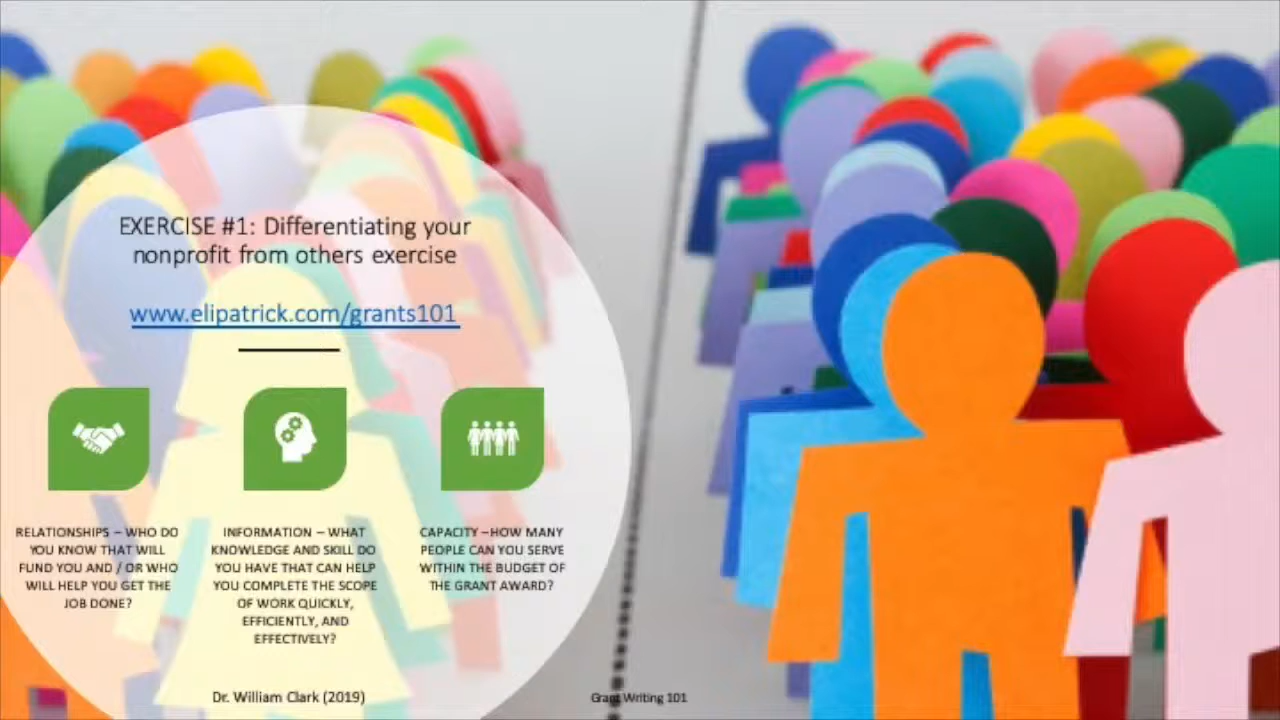 EXERCISE #1: Differentiating your
nonprofit from others exercise
www.elipatrick.com/grants101
RELATIONSHIPS – WHO DO
YOU KNOW THAT WILL
FUND YOU AND / OR WHO
WILL HELP YOU GET THE
JOB DONE?
INFORMATION – WHAT
KNOWLEDGE AND SKILL DO
YOU HAVE THAT CAN HELP
YOU COMPLETE THE SCOPE
OF WORK QUICKLY,
EFFICIENTLY, AND
EFFECTIVELY?
CAPACITY –HOW MANY
PEOPLE CAN YOU SERVE
WITHIN THE BUDGET OF
THE GRANT AWARD?
Dr. William Clark (2019)
Grant Writing 101